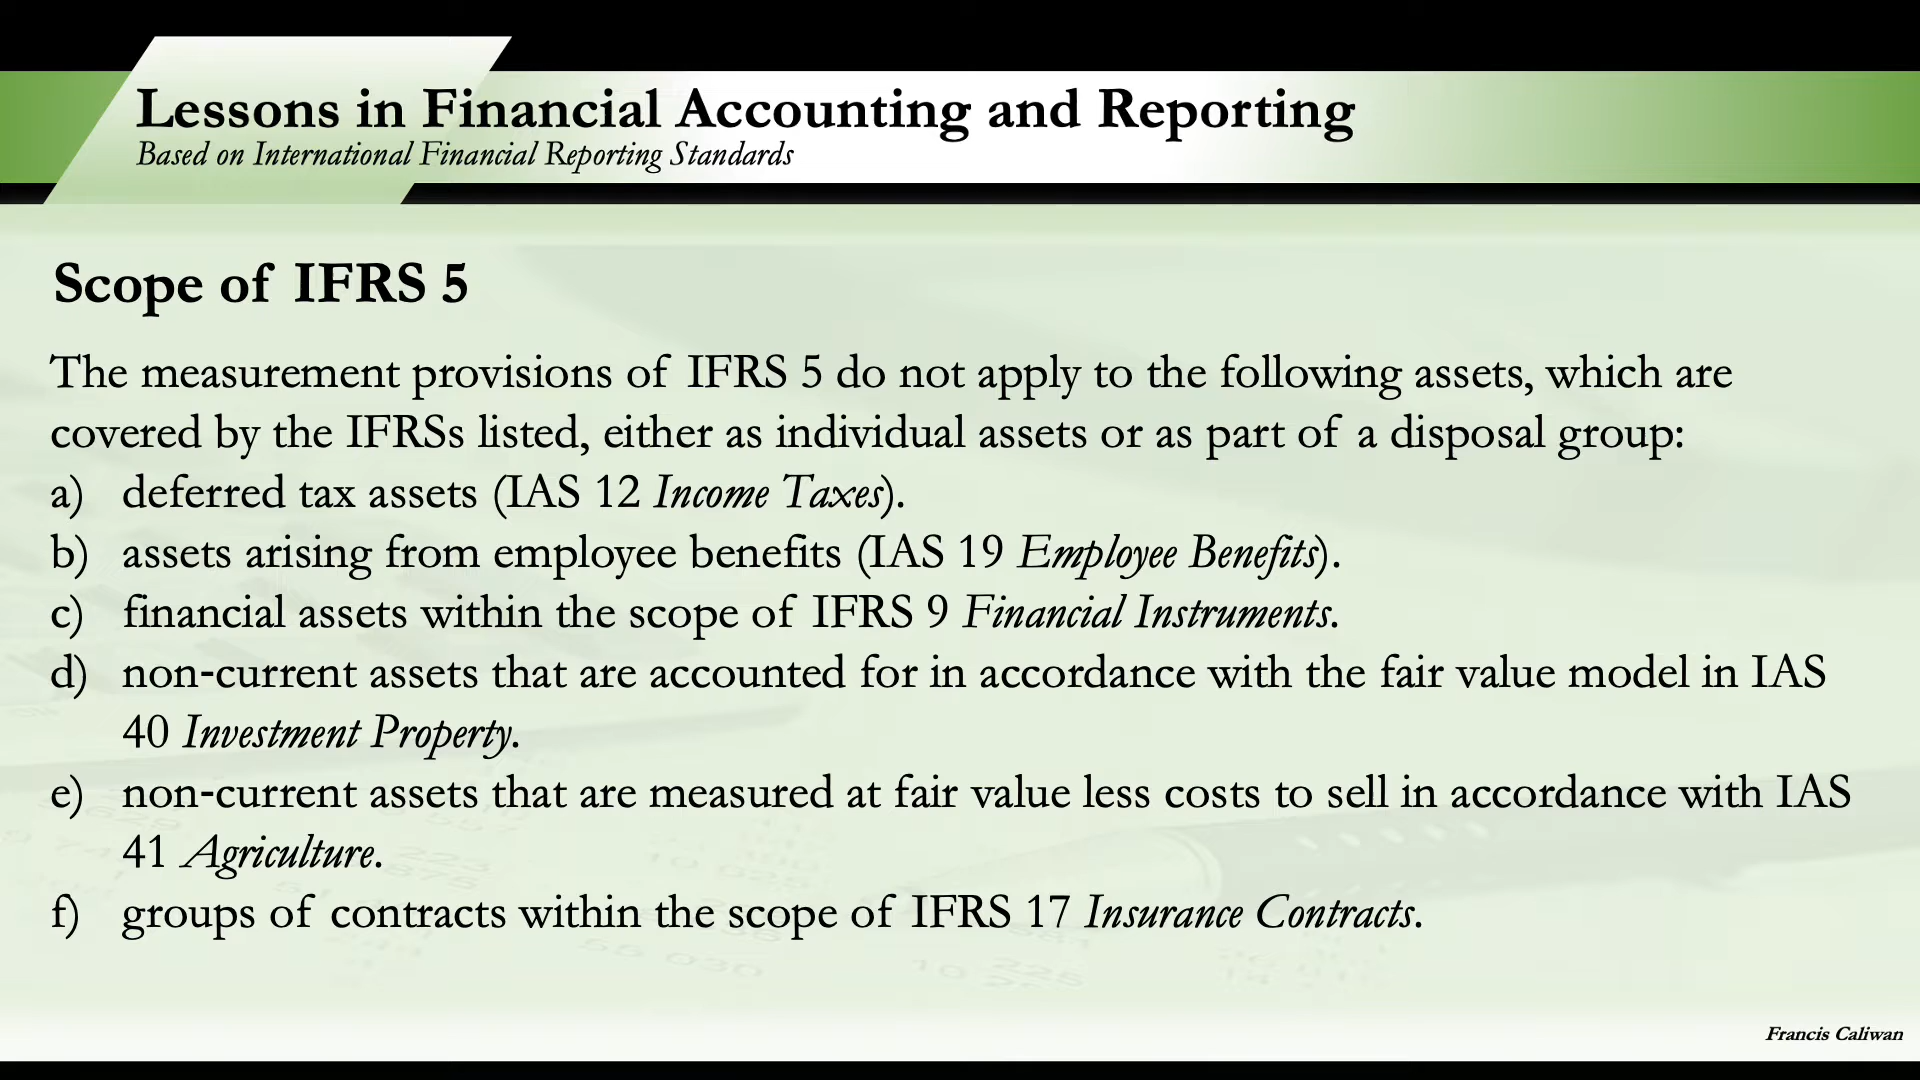 Lessons in Financial Accounting and Reporting
Based on International Financial Reporting Standards
Scope of IFRS 5
The measurement provisions of IFRS 5 do not apply to the following assets, which are
covered by the IFRSs listed, either as individual assets or as part of a disposal group:
a) deferred tax assets (IAS 12 Income Taxes).
b) assets arising from employee benefits (IAS 19 Employee Benefits).
c) financial assets within the scope of IFRS 9 Financial Instruments.
d) non-current assets that are accounted for in accordance with the fair value model in IAS
40 Investment Property.
e) non-current assets that are measured at fair value less costs to sell in accordance with IAS
41 Agriculture.
f) groups of contracts within the scope of IFRS 17 Insurance Contracts.
Francis Caliwan